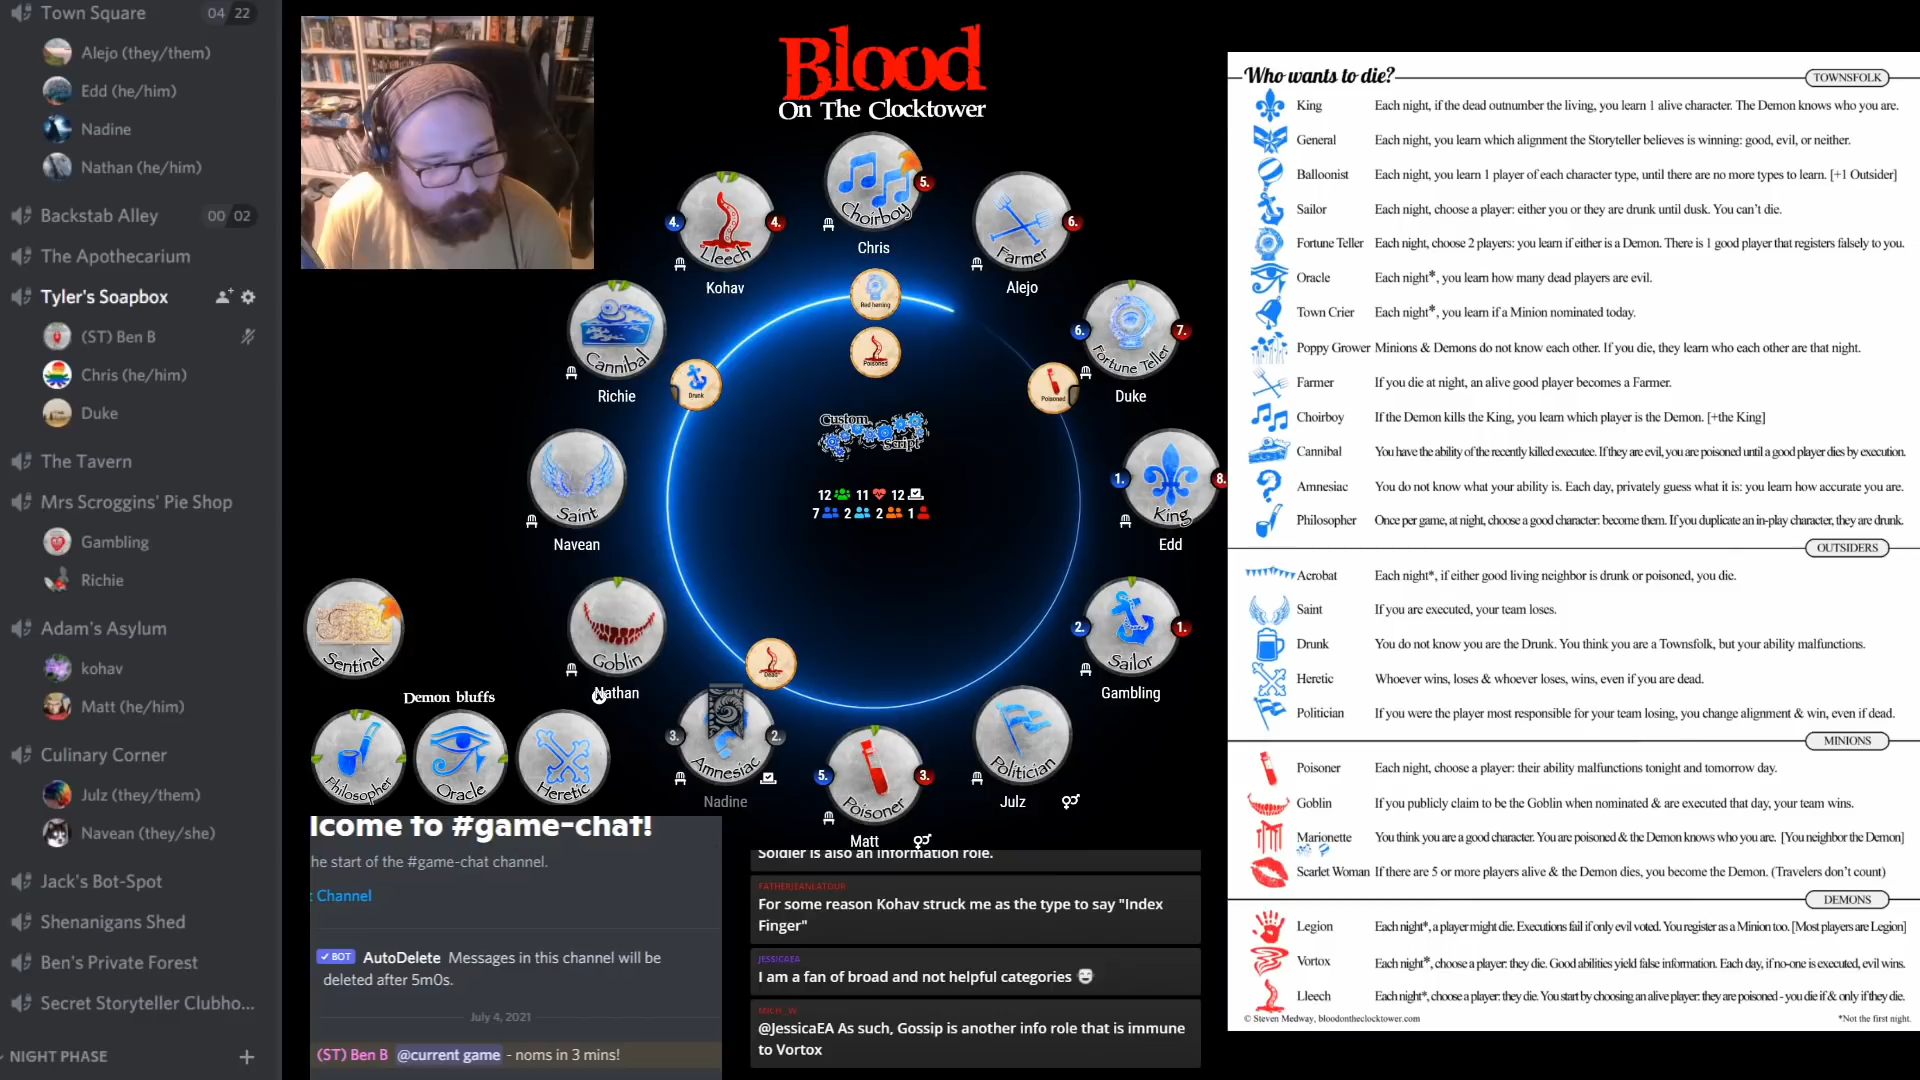 Town Square 04 22
Alejo (they/them)
Edd (he/him)
Nadine
Nathan (he/him)
Backstab Alley 00 02
The Apothecarium
Tyler's Soapbox
(ST) Ben B
Chris (he/him)
Duke
The Tavern
Mrs Scroggins' Pie Shop
Gambling
Richie
Adam's Asylum
kohav
Matt (he/him)
Culinary Corner
Julz (they/them)
Navean (they/she)
Jack's Bot-Spot
Shenanigans Shed
Ben's Private Forest
Secret Storyteller Clubho...
NIGHT PHASE
Blood
On The Clocktower
Choirboy
5.
Chris
4. Lleech 4.
Kohav
Farmer 6.
Alejo
Cannibal
Richie
6. Fortune Teller 7.
Duke
Red herring
Poisoned
Drunk
Poisoned
Custom
Script
Saint
Navean
1. King 8.
Edd
12 11 12
7 2 2 1
Goblin
Nathan
2. Sailor 1.
Gambling
Dead
3. Amnesiac 2.
Nadine
5. Poisoner 3.
Matt
Politician
Julz
Sentinel
Demon bluffs
Philosopher
Oracle
Heretic
lcome to #game-chat!
he start of the #game-chat channel.
Channel
BOT AutoDelete Messages in this channel will be
deleted after 5m0s.
July 4, 2021
(ST) Ben B @current game - noms in 3 mins!
Soldier is also an information role.
FATHERJEANLATOUR
For some reason Kohav struck me as the type to say "Index
Finger"
JESSICAEA
I am a fan of broad and not helpful categories
MICH_W
@JessicaEA As such, Gossip is another info role that is immune
to Vortox
Who wants to die?
TOWNSFOLK
King Each night, if the dead outnumber the living, you learn 1 alive character. The Demon knows who you are.
General Each night, you learn which alignment the Storyteller believes is winning: good, evil, or neither.
Balloonist Each night, you learn 1 player of each character type, until there are no more types to learn. [+1 Outsider]
Sailor Each night, choose a player: either you or they are drunk until dusk. You can't die.
Fortune Teller Each night, choose 2 players: you learn if either is a Demon. There is 1 good player that registers falsely to you.
Oracle Each night*, you learn how many dead players are evil.
Town Crier Each night*, you learn if a Minion nominated today.
Poppy Grower Minions & Demons do not know each other. If you die, they learn who each other are that night.
Farmer If you die at night, an alive good player becomes a Farmer.
Choirboy If the Demon kills the King, you learn which player is the Demon. [+the King]
Cannibal You have the ability of the recently killed executee. If they are evil, you are poisoned until a good player dies by execution.
Amnesiac You do not know what your ability is. Each day, privately guess what it is: you learn how accurate you are.
Philosopher Once per game, at night, choose a good character: become them. If you duplicate an in-play character, they are drunk.
OUTSIDERS
Acrobat Each night*, if either good living neighbor is drunk or poisoned, you die.
Saint If you are executed, your team loses.
Drunk You do not know you are the Drunk. You think you are a Townsfolk, but your ability malfunctions.
Heretic Whoever wins, loses & whoever loses, wins, even if you are dead.
Politician If you were the player most responsible for your team losing, you change alignment & win, even if dead.
MINIONS
Poisoner Each night, choose a player: their ability malfunctions tonight and tomorrow day.
Goblin If you publicly claim to be the Goblin when nominated & are executed that day, your team wins.
Marionette You think you are a good character. You are poisoned & the Demon knows who you are. [You neighbor the Demon]
Scarlet Woman If there are 5 or more players alive & the Demon dies, you become the Demon. (Travelers don't count)
DEMONS
Legion Each night*, a player might die. Executions fail if only evil voted. You register as a Minion too. [Most players are Legion]
Vortox Each night*, choose a player: they die. Good abilities yield false information. Each day, if no-one is executed, evil wins.
Lleech Each night*, choose a player: they die. You start by choosing an alive player: they are poisoned - you die if & only if they die.
© Steven Medway, bloodontheclocktower.com *Not the first night.